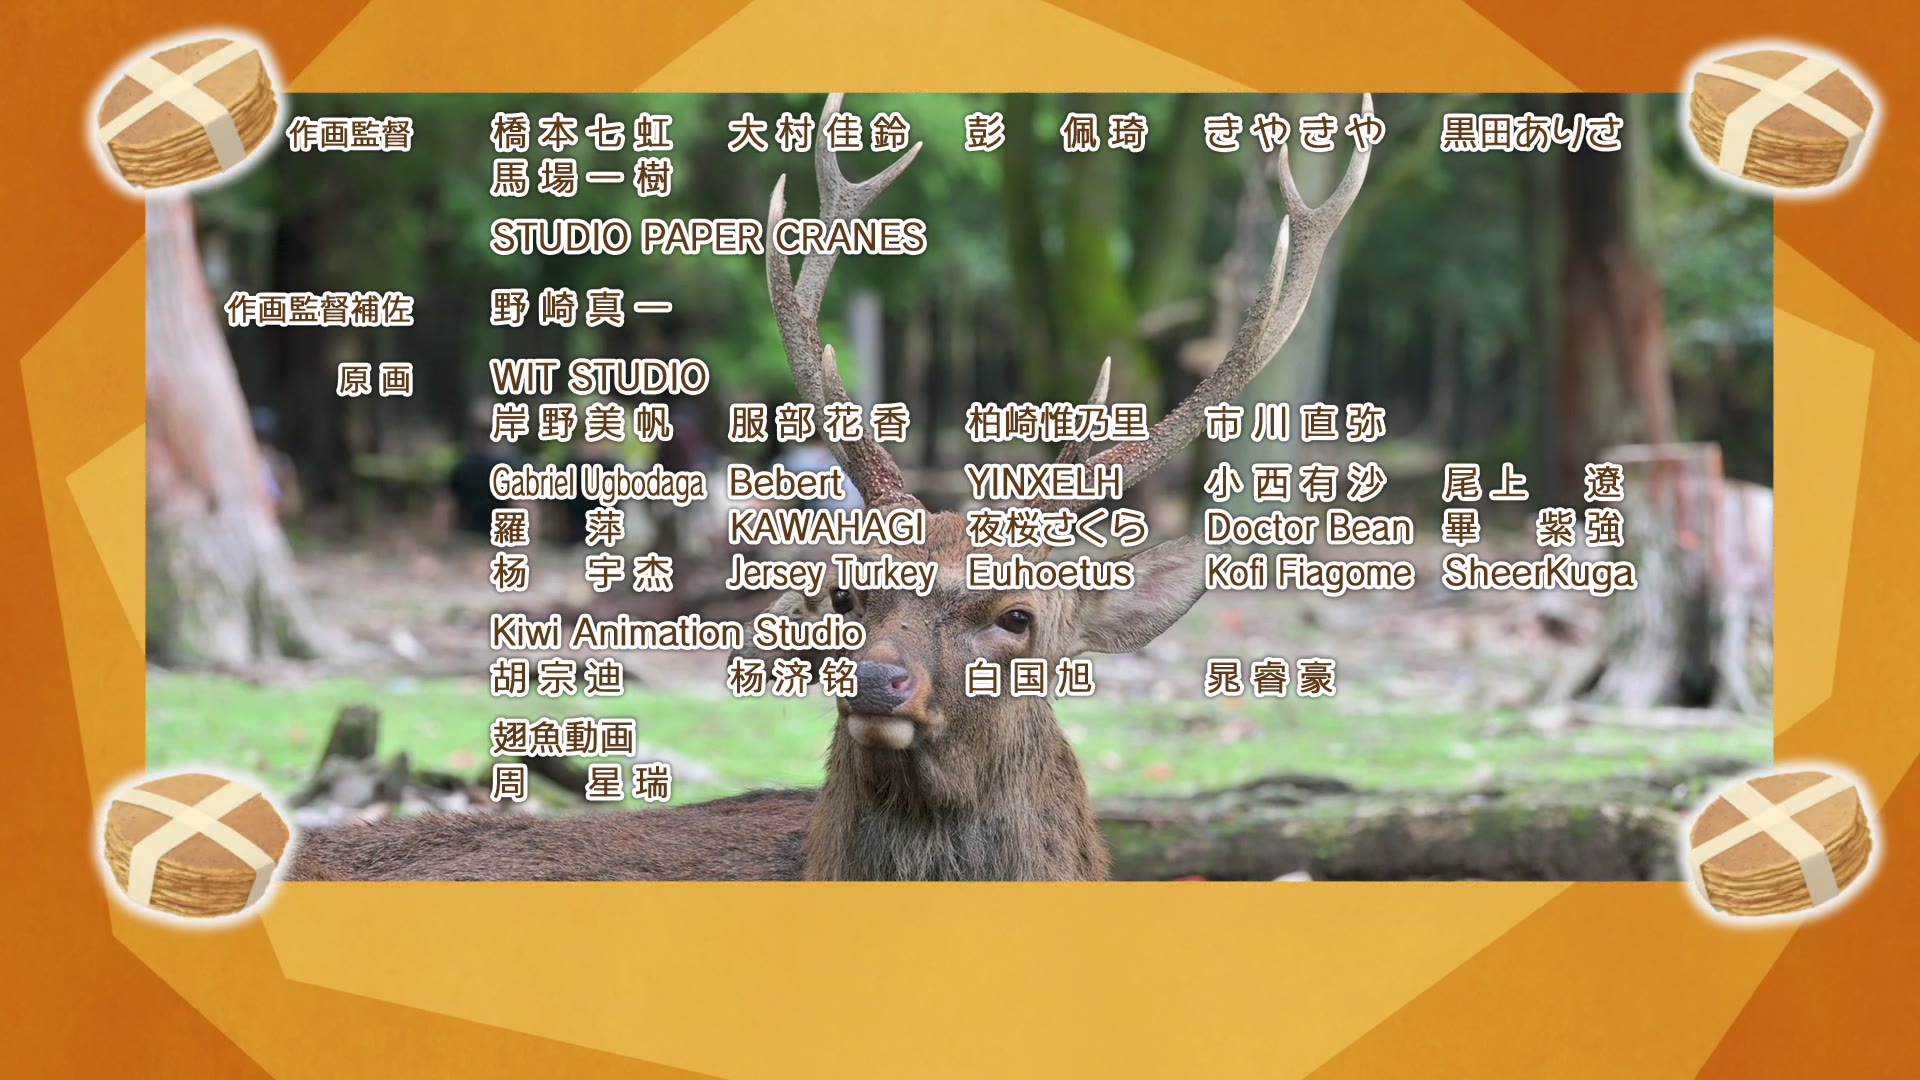 作画監督 橋本七虹 大村佳鈴 彭 佩琦 きやきや 黒田ありさ
馬場一樹
STUDIO PAPER CRANES
作画監督補佐 野崎真一
原画 WIT STUDIO
岸野美帆 服部花香 柏崎惟乃里 市川直弥
Gabriel Ugbodaga Bebert YINXELH 小西有沙 尾上 遼
羅 萍 KAWAHAGI 夜桜さくら Doctor Bean 畢 紫強
杨 宇杰 Jersey Turkey Euhoetus Kofi Fiagome SheerKuga
Kiwi Animation Studio
胡宗迪 杨济铭 白国旭 晁睿豪
翅魚動画
周 星瑞